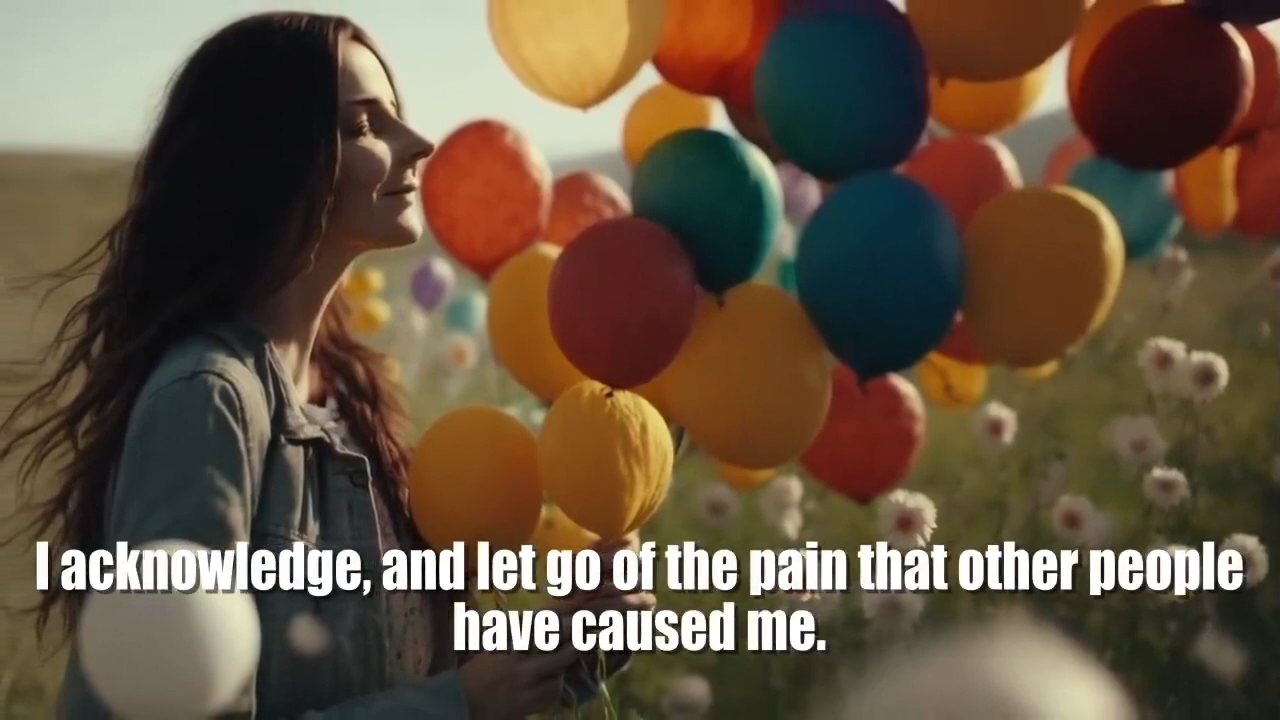 I acknowledge, and let go of the pain that other people
have caused me.